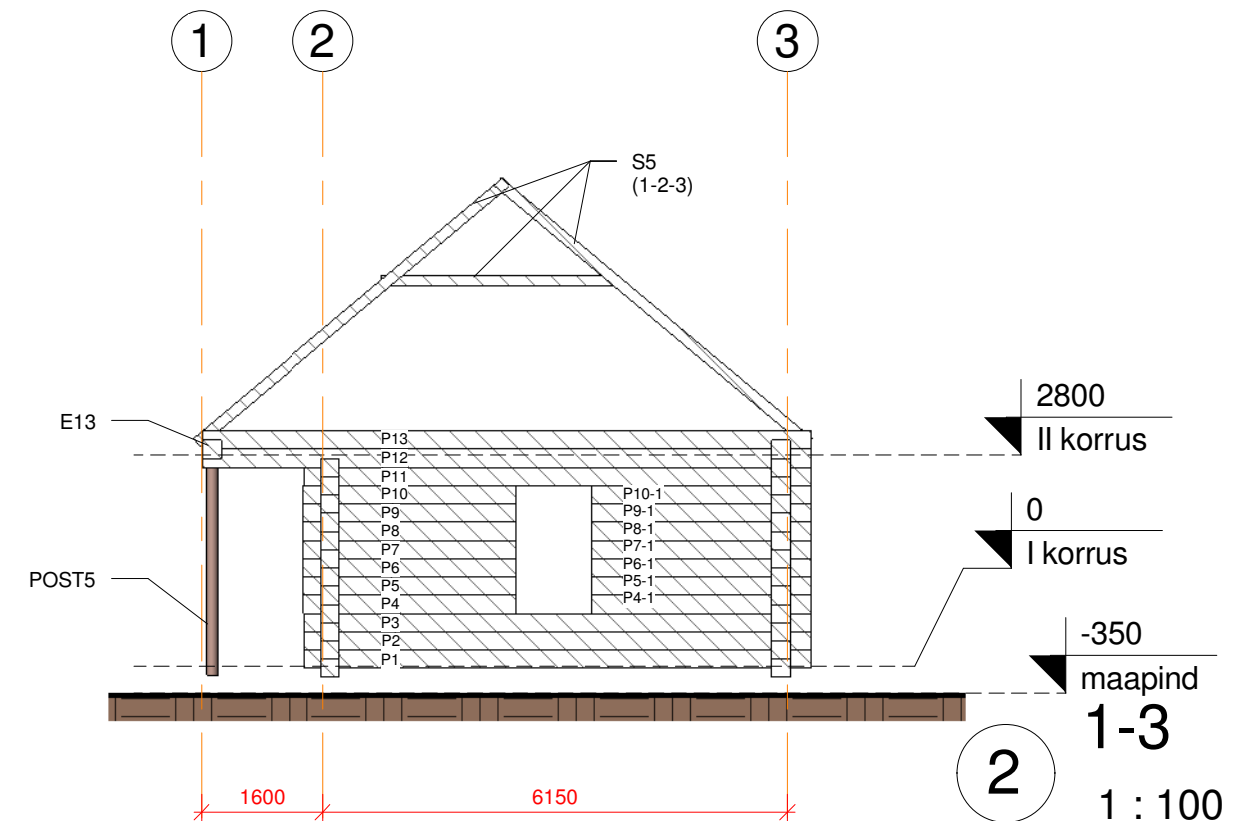 1 2 3
S5
(1-2-3)
2800
II korrus
E13
P13
P12
P11
P10 P10-1
P9 P9-1
P8 P8-1
P7 P7-1
P6 P6-1
P5 P5-1
P4 P4-1
P3
P2
P1
0
I korrus
POST5
-350
maapind
1-3
2
1 : 100
1600 6150